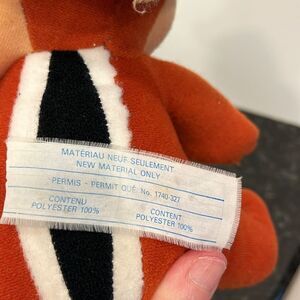 MATÉRIAU NEUF SEULEMENT
NEW MATERIAL ONLY
PERMIS - PERMIT QUÉ. No. 1740-327
CONTENU
POLYESTER 100%
CONTENT
POLYESTER 100%